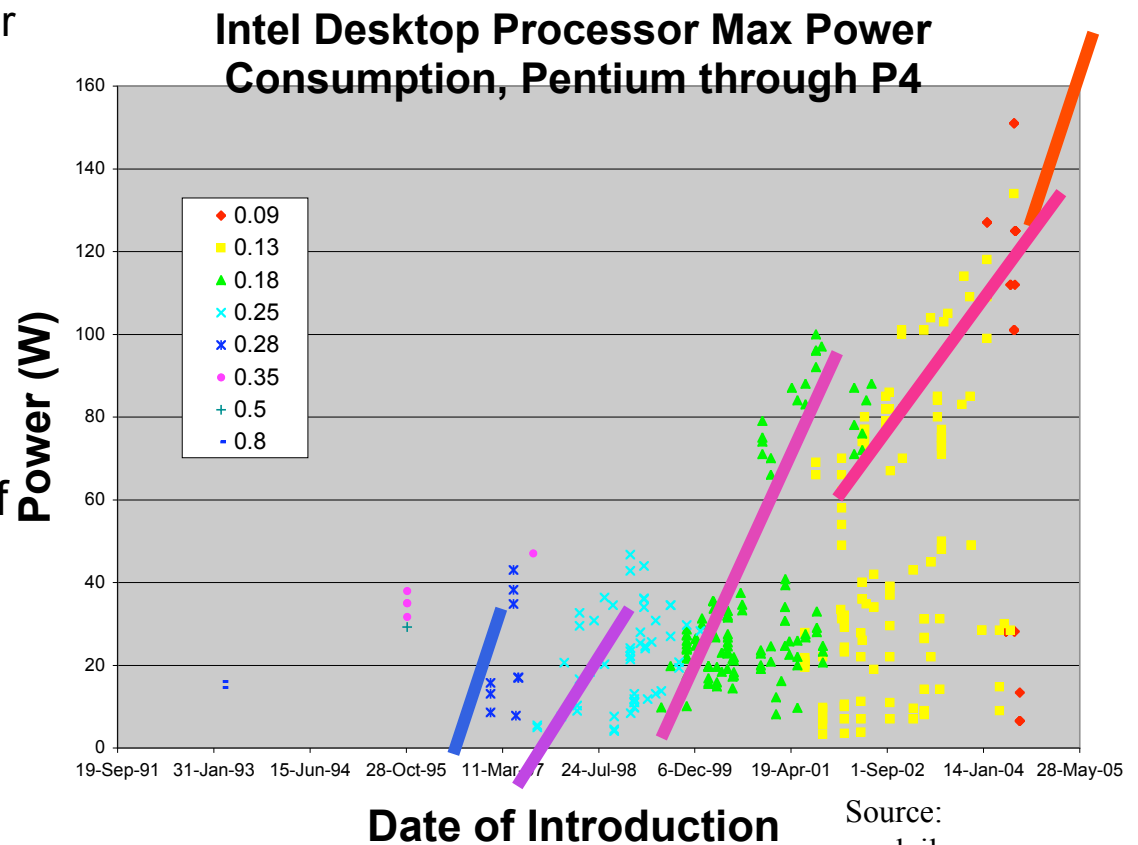 r
Intel Desktop Processor Max Power
Consumption, Pentium through P4
160
140
120
100
80
60
40
20
0
Power (W)
f
0.09
0.13
0.18
0.25
0.28
0.35
0.5
0.8
19-Sep-91 31-Jan-93 15-Jun-94 28-Oct-95 11-Mar-97 24-Jul-98 6-Dec-99 19-Apr-01 1-Sep-02 14-Jan-04 28-May-05
Date of Introduction
Source: